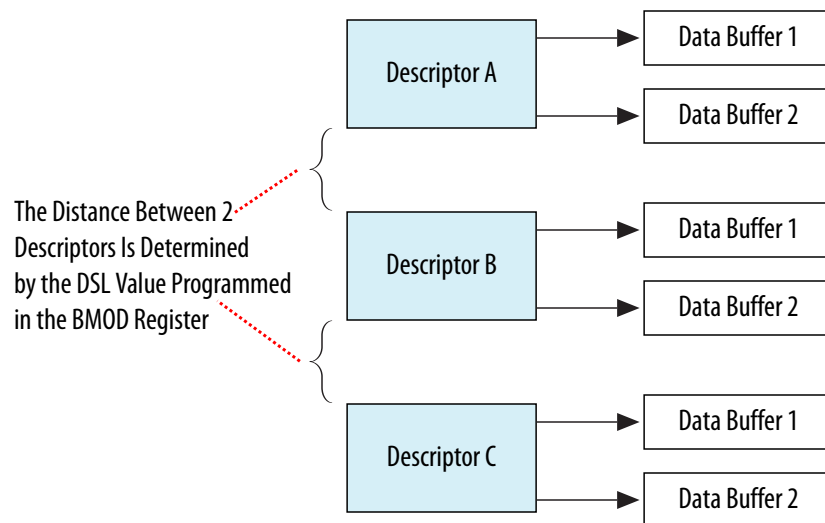 Descriptor A
Data Buffer 1
Data Buffer 2
The Distance Between 2
Descriptors Is Determined
by the DSL Value Programmed
in the BMOD Register
Descriptor B
Data Buffer 1
Data Buffer 2
Descriptor C
Data Buffer 1
Data Buffer 2